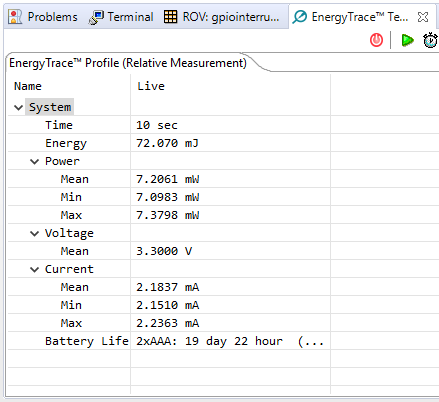 Problems Terminal ROV: gpiointerru... EnergyTrace™ Te...
EnergyTrace™ Profile (Relative Measurement)
Name Live
System
Time 10 sec
Energy 72.070 mJ
Power
Mean 7.2061 mW
Min 7.0983 mW
Max 7.3798 mW
Voltage
Mean 3.3000 V
Current
Mean 2.1837 mA
Min 2.1510 mA
Max 2.2363 mA
Battery Life 2xAAA: 19 day 22 hour (...